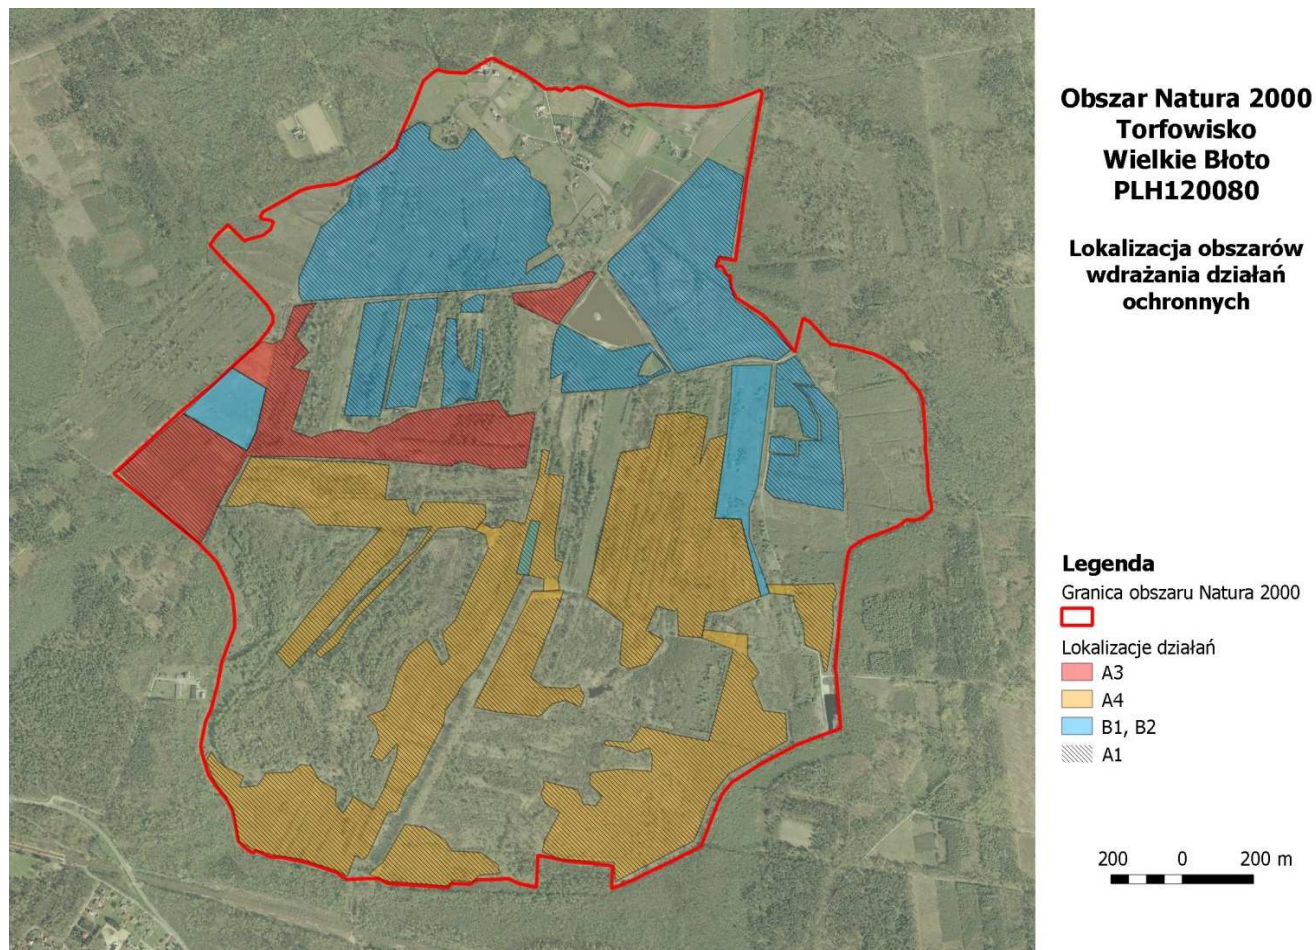 Obszar Natura 2000
Torfowisko
Wielkie Błoto
PLH120080
Lokalizacja obszarów
wdrażania działań
ochronnych
Legenda
Granica obszaru Natura 2000
Lokalizacje działań
A3
A4
B1, B2
A1
200 0 200 m